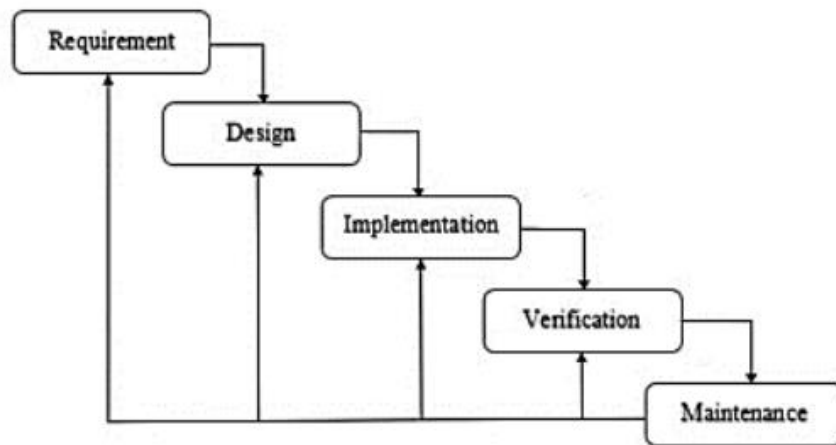 Requirement
Design
Implementation
Verification
Maintenance